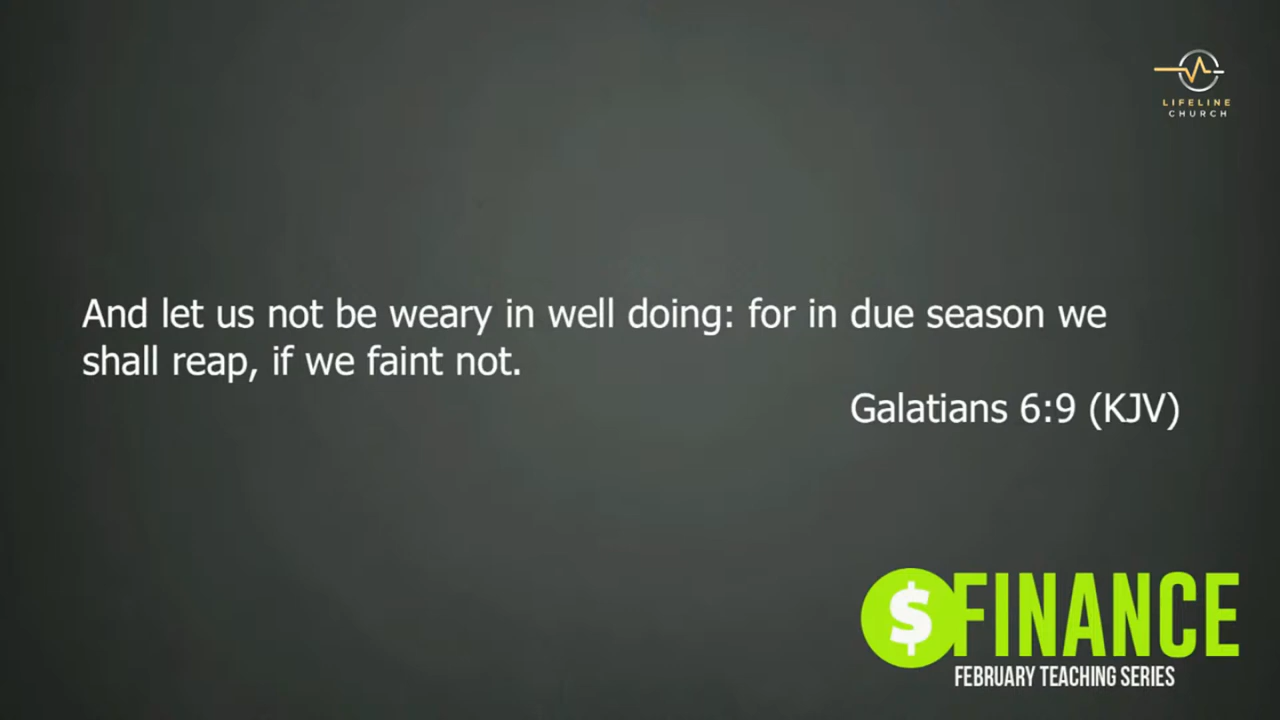 LIFELINE
CHURCH
And let us not be weary in well doing: for in due season we
shall reap, if we faint not.
Galatians 6:9 (KJV)
$FINANCE
FEBRUARY TEACHING SERIES